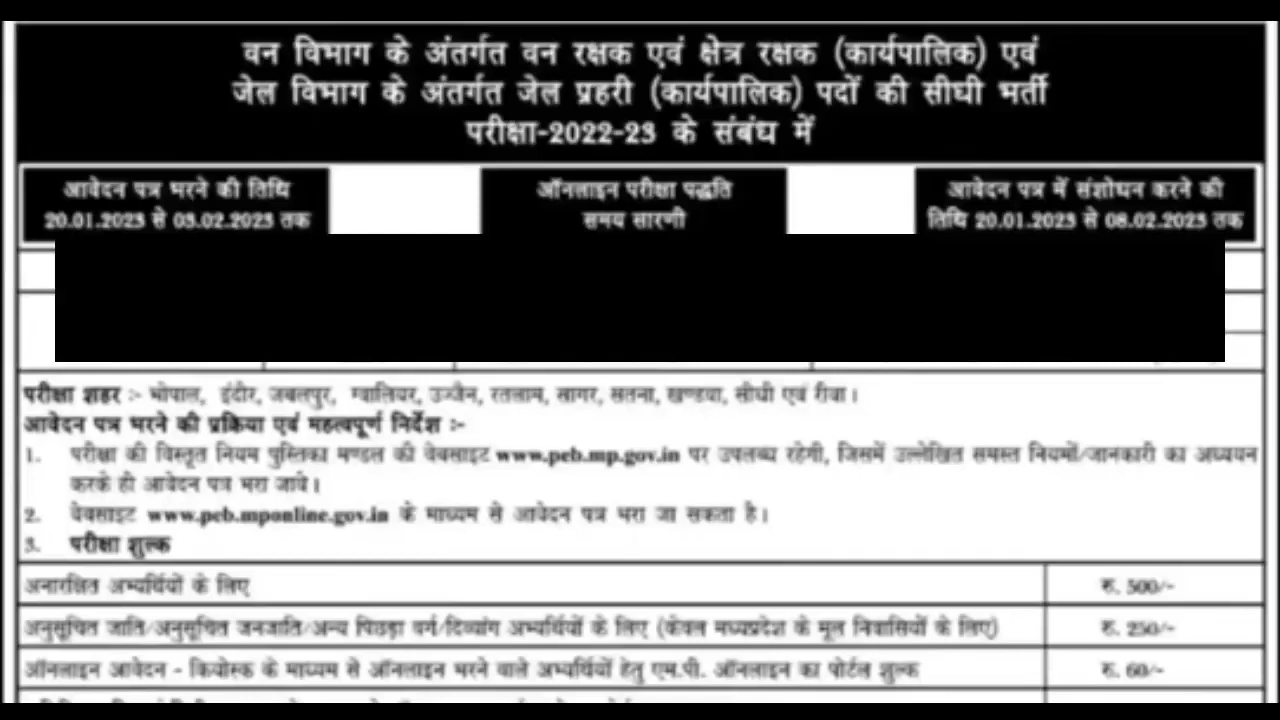 वन विभाग के अंतर्गत वन रक्षक एवं क्षेत्र रक्षक (कार्यपालिक) एवं
जेल विभाग के अंतर्गत जेल प्रहरी (कार्यपालिक) पदों की सीधी भर्ती
परीक्षा-2022-23 के संबंध में
आवेदन पत्र भरने की तिथि
20.01.2023 से 03.02.2023 तक
ऑनलाइन परीक्षा पद्धति
समय सारणी
आवेदन पत्र में संशोधन करने की
तिथि 20.01.2023 से 08.02.2023 तक
परीक्षा शहर :- भोपाल, इंदौर, जबलपुर, ग्वालियर, उज्जैन, रतलाम, सागर, सतना, खण्डवा, सीधी एवं रीवा।
आवेदन पत्र भरने की प्रक्रिया एवं महत्वपूर्ण निर्देश :-
1. परीक्षा की विस्तृत नियम पुस्तिका मण्डल की वेबसाइट www.peb.mp.gov.in पर उपलब्ध रहेगी, जिसमें उल्लेखित समस्त नियमों/जानकारी का अध्ययन
करके ही आवेदन पत्र भरा जावे।
2. वेबसाइट www.peb.mponline.gov.in के माध्यम से आवेदन पत्र भरा जा सकता है।
3. परीक्षा शुल्क
अनारक्षित अभ्यर्थियों के लिए रु. 500/-
अनुसूचित जाति/अनुसूचित जनजाति/अन्य पिछड़ा वर्ग/दिव्यांग अभ्यर्थियों के लिए (केवल मध्यप्रदेश के मूल निवासियों के लिए) रु. 250/-
ऑनलाइन आवेदन - कियोस्क के माध्यम से ऑनलाइन भरने वाले अभ्यर्थियों हेतु एम.पी. ऑनलाइन का पोर्टल शुल्क रु. 60/-